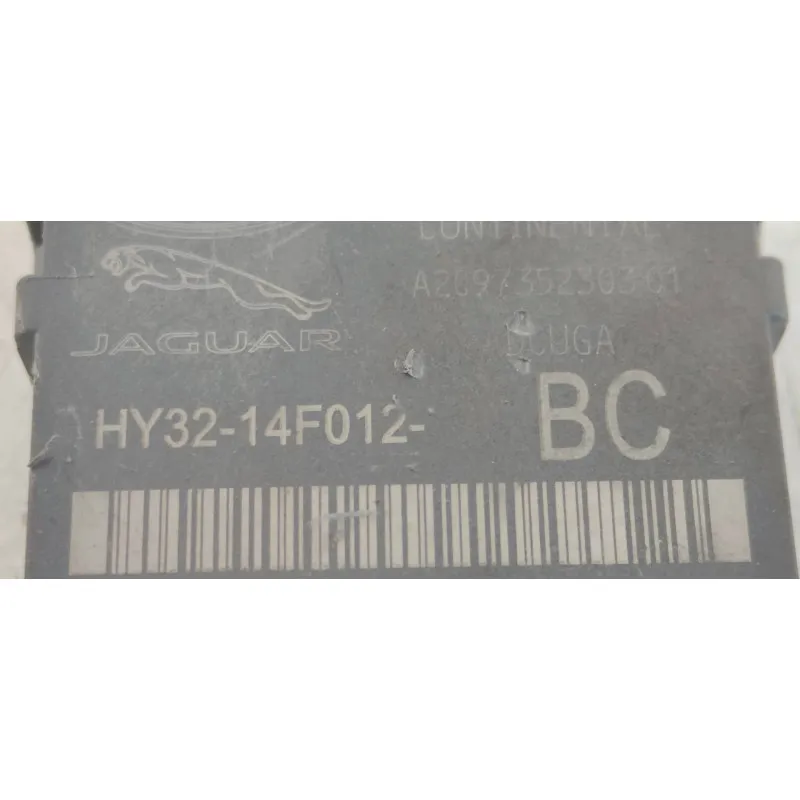 CONTINENTAL
JAGUAR
HY32-14F012-
BC